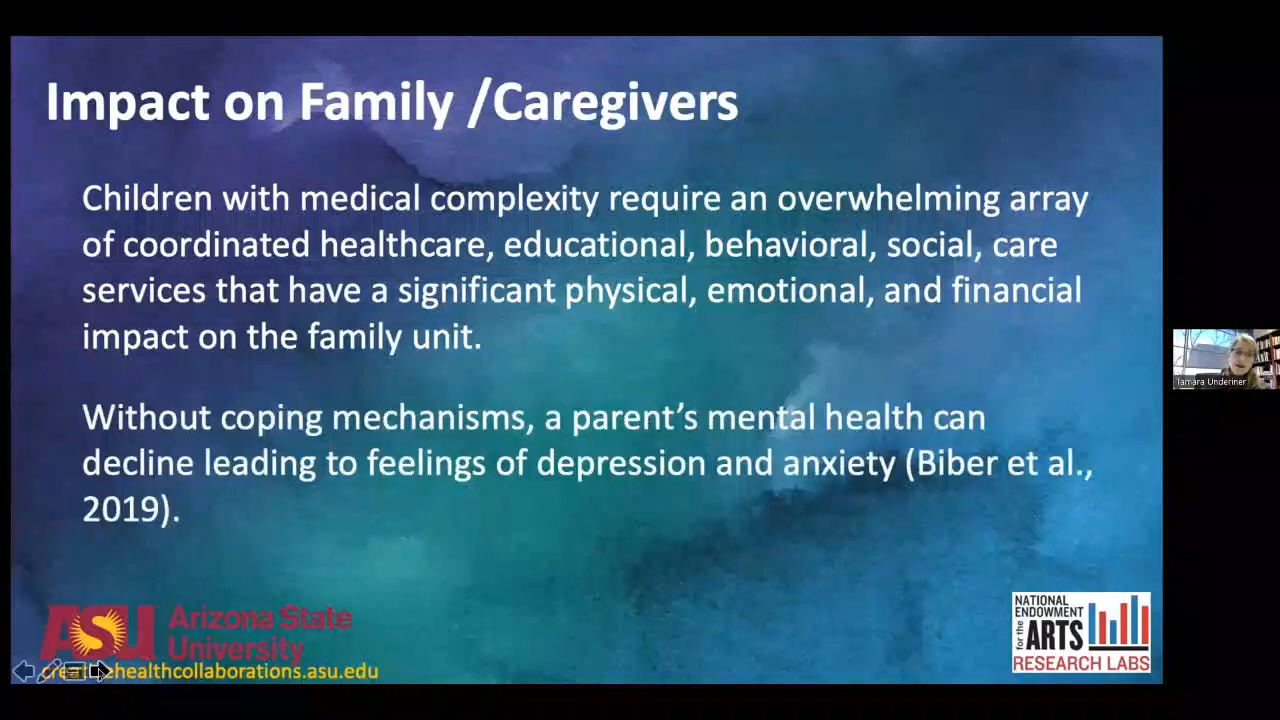 Impact on Family /Caregivers
Children with medical complexity require an overwhelming array
of coordinated healthcare, educational, behavioral, social, care
services that have a significant physical, emotional, and financial
impact on the family unit.
Without coping mechanisms, a parent’s mental health can
decline leading to feelings of depression and anxiety (Biber et al.,
2019).
Tamara Underiner
ASU Arizona State
University
healthcollaborations.asu.edu
NATIONAL
ENDOWMENT
for the ARTS
RESEARCH LABS